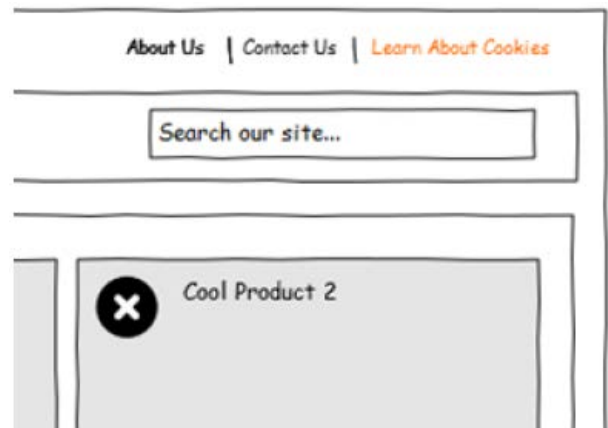 About Us | Contact Us | Learn About Cookies
Search our site...
Cool Product 2